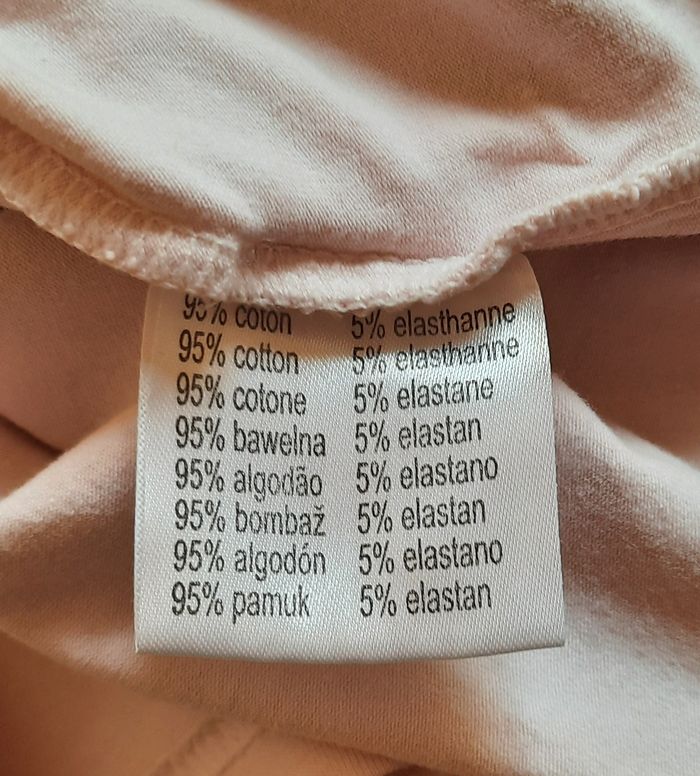 95% coton 5% elasthanne
95% cotton 5% elasthanne
95% cotone 5% elastane
95% bawełna 5% elastan
95% algodão 5% elastano
95% bombaž 5% elastan
95% algodón 5% elastano
95% pamuk 5% elastan